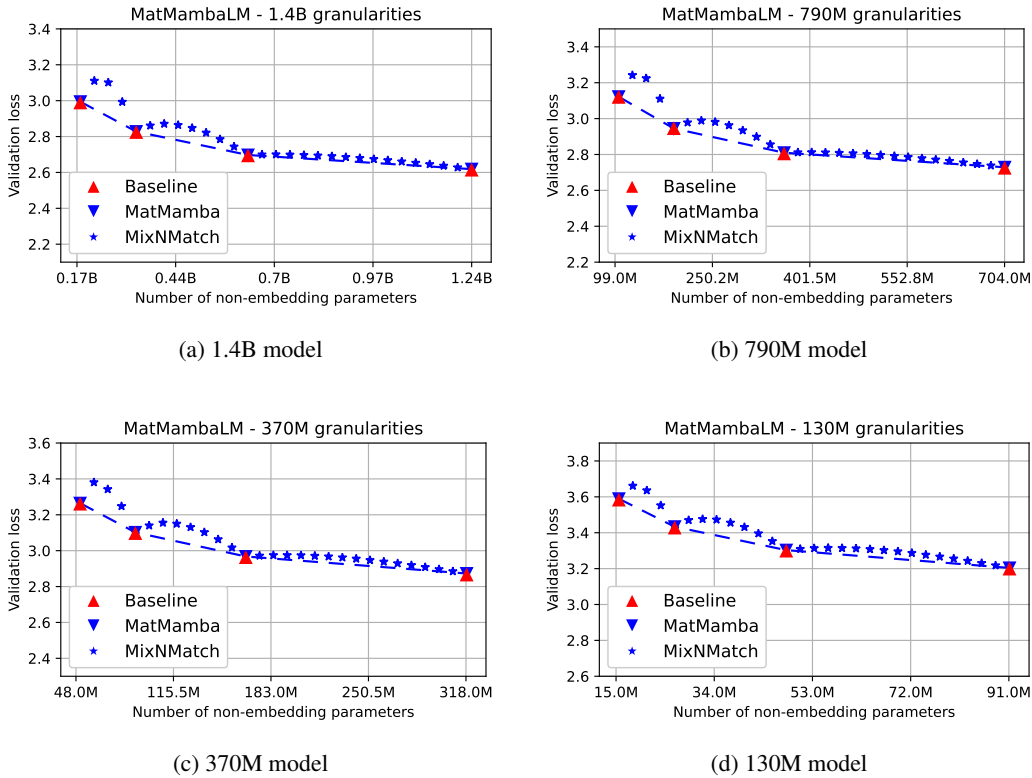 MatMambaLM - 1.4B granularities
3.4
3.2
3.0
2.8
2.6
2.4
2.2
Validation loss
Baseline
MatMamba
MixNMatch
0.17B 0.44B 0.7B 0.97B 1.24B
Number of non-embedding parameters
(a) 1.4B model
MatMambaLM - 790M granularities
3.4
3.2
3.0
2.8
2.6
2.4
2.2
Validation loss
Baseline
MatMamba
MixNMatch
99.0M 250.2M 401.5M 552.8M 704.0M
Number of non-embedding parameters
(b) 790M model
MatMambaLM - 370M granularities
3.6
3.4
3.2
3.0
2.8
2.6
2.4
Validation loss
Baseline
MatMamba
MixNMatch
48.0M 115.5M 183.0M 250.5M 318.0M
Number of non-embedding parameters
(c) 370M model
MatMambaLM - 130M granularities
3.8
3.6
3.4
3.2
3.0
2.8
2.6
Validation loss
Baseline
MatMamba
MixNMatch
15.0M 34.0M 53.0M 72.0M 91.0M
Number of non-embedding parameters
(d) 130M model